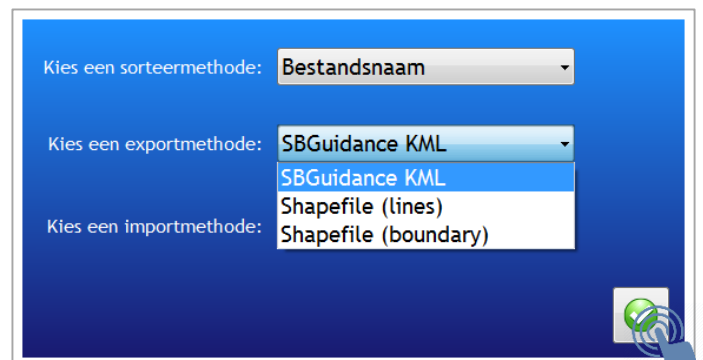 Kies een sorteermethode: Bestandsnaam
Kies een exportmethode: SBGuidance KML
SBGuidance KML
Shapefile (lines)
Kies een importmethode: Shapefile (boundary)